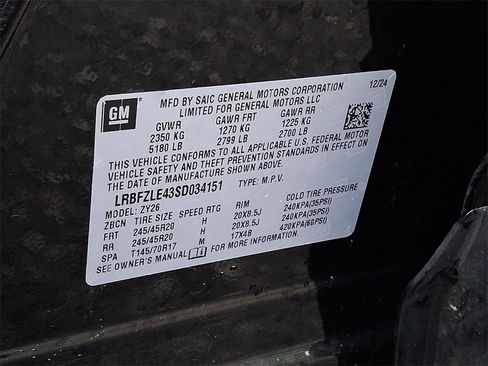 GM
MFD BY SAIC GENERAL MOTORS CORPORATION 12/24
LIMITED FOR GENERAL MOTORS LLC
GVWR GAWR FRT GAWR RR
2350 KG 1270 KG 1225 KG
5180 LB 2799 LB 2700 LB
THIS VEHICLE CONFORMS TO ALL APPLICABLE U.S. FEDERAL MOTOR
VEHICLE SAFETY AND THEFT PREVENTION STANDARDS IN EFFECT ON
THE DATE OF MANUFACTURE SHOWN ABOVE.
LRBFZLE43SD034151 TYPE: M.P.V.
MODEL: ZY26
ZBCN TIRE SIZE SPEED RTG RIM COLD TIRE PRESSURE
FRT 245/45R20 H 20X8.5J 240KPA(35PSI)
RR 245/45R20 H 20X8.5J 240KPA(35PSI)
SPA T145/70R17 M 17X4B 420KPA(60PSI)
SEE OWNER'S MANUAL FOR MORE INFORMATION.